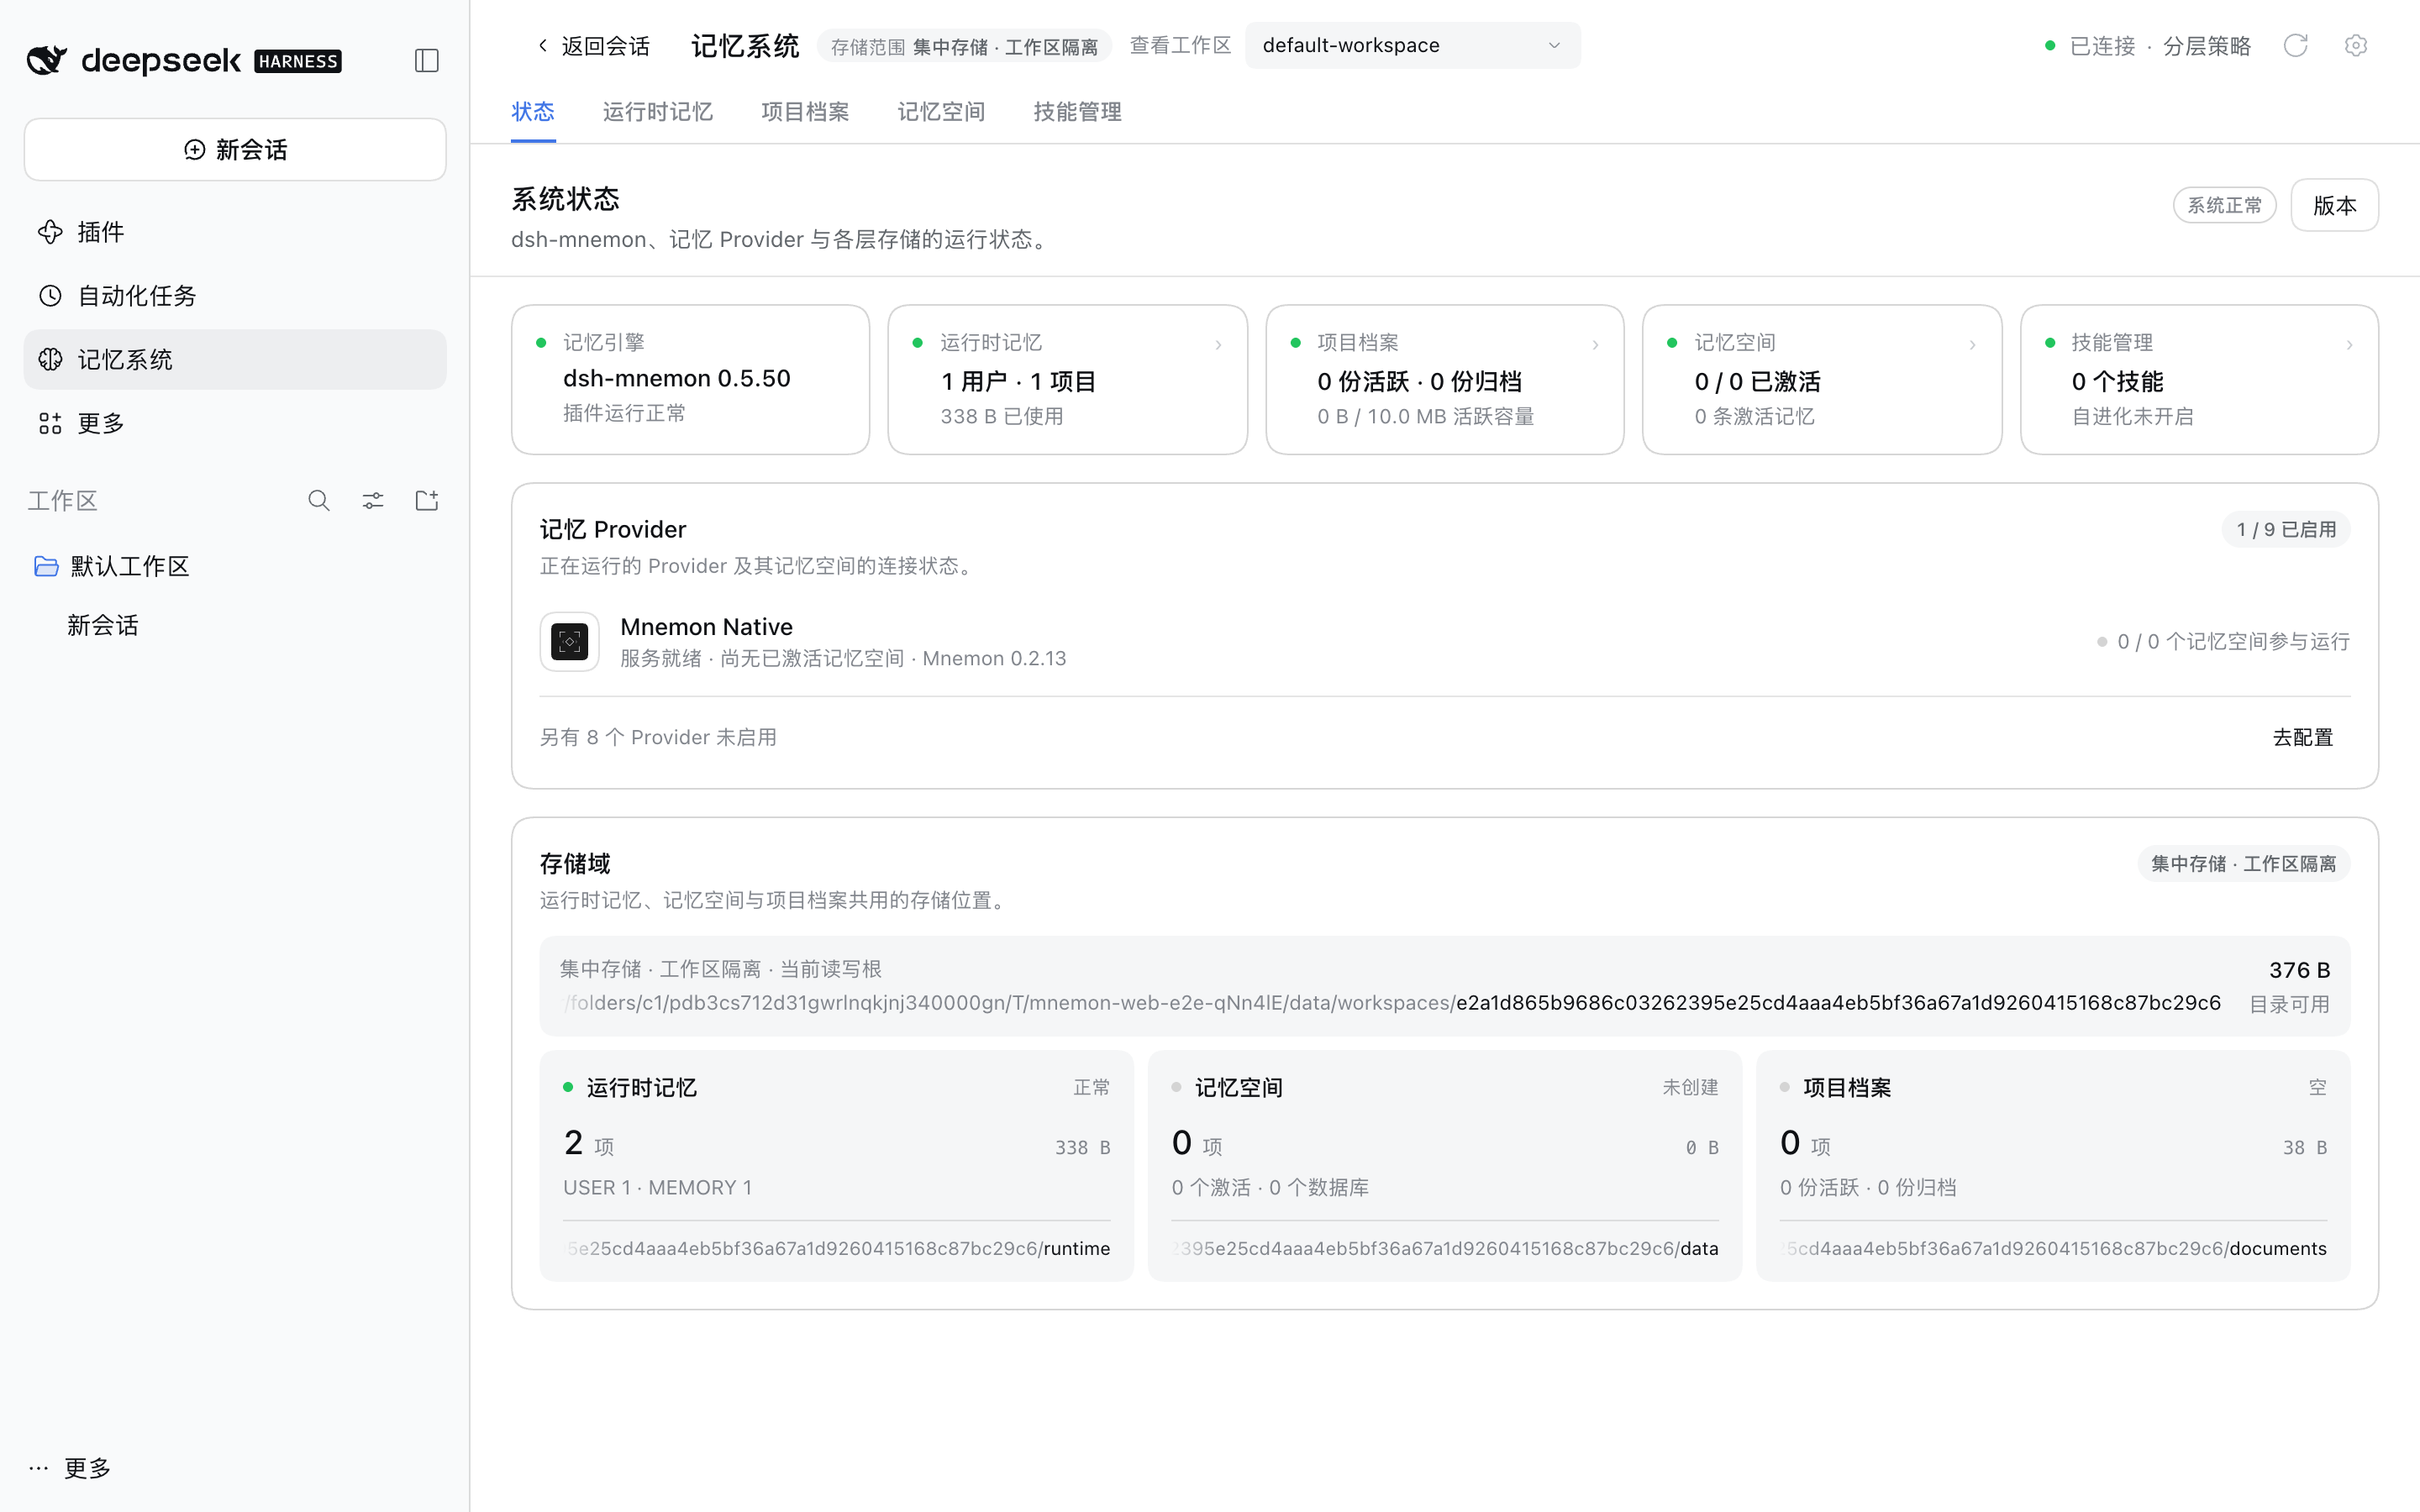 deepseek HARNESS
新会话
插件
自动化任务
记忆系统
更多
工作区
默认工作区
新会话
更多
返回会话
记忆系统
存储范围 集中存储 · 工作区隔离
查看工作区
default-workspace
已连接 · 分层策略
状态
运行时记忆
项目档案
记忆空间
技能管理
系统状态
dsh-mnemon、记忆 Provider 与各层存储的运行状态。
系统正常
版本
记忆引擎
dsh-mnemon 0.5.50
插件运行正常
运行时记忆
1 用户 · 1 项目
338 B 已使用
项目档案
0 份活跃 · 0 份归档
0 B / 10.0 MB 活跃容量
记忆空间
0 / 0 已激活
0 条激活记忆
技能管理
0 个技能
自进化未开启
记忆 Provider
1 / 9 已启用
正在运行的 Provider 及其记忆空间的连接状态。
Mnemon Native
服务就绪 · 尚无已激活记忆空间 · Mnemon 0.2.13
0 / 0 个记忆空间参与运行
另有 8 个 Provider 未启用
去配置
存储域
集中存储 · 工作区隔离
运行时记忆、记忆空间与项目档案共用的存储位置。
集中存储 · 工作区隔离 · 当前读写根
376 B
/folders/c1/pdb3cs712d31gwrlnqkjnj340000gn/T/mnemon-web-e2e-qNn4lE/data/workspaces/e2a1d865b9686c03262395e25cd4aaa4eb5bf36a67a1d9260415168c87bc29c6
目录可用
运行时记忆
正常
2 项
338 B
USER 1 · MEMORY 1
5e25cd4aaa4eb5bf36a67a1d9260415168c87bc29c6/runtime
记忆空间
未创建
0 项
0 B
0 个激活 · 0 个数据库
2395e25cd4aaa4eb5bf36a67a1d9260415168c87bc29c6/data
项目档案
空
0 项
38 B
0 份活跃 · 0 份归档
5cd4aaa4eb5bf36a67a1d9260415168c87bc29c6/documents